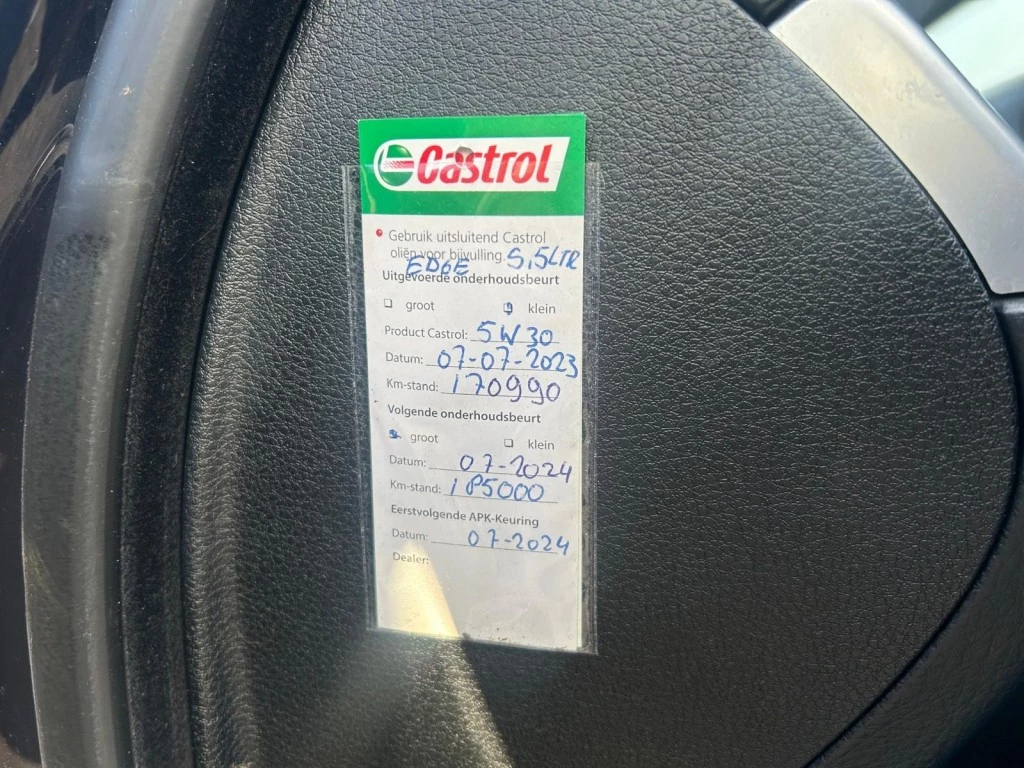 Castrol
Gebruik uitsluitend Castrol
oliën voor bijvulling. 5,5LTR
EDGE
Uitgevoerde onderhoudsbeurt
groot klein
Product Castrol: 5W30
Datum: 07-07-2023
Km-stand: 170990
Volgende onderhoudsbeurt
groot klein
Datum: 07-2024
Km-stand: 185000
Eerstvolgende APK-Keuring
Datum: 07-2024
Dealer: